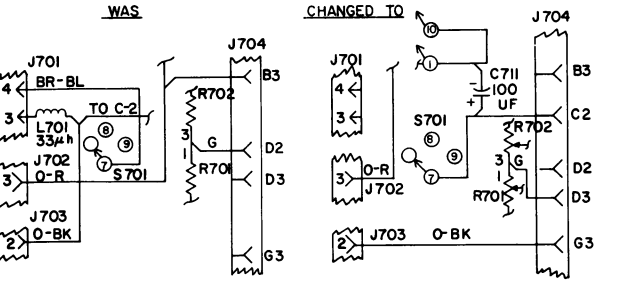 WAS
J701
4
BR-BL
3
L701
33μh
TO C-2
8
9
7
S701
J702
3
O-R
J703
2
O-BK
R702
3
1
G
R701
J704
B3
D2
D3
G3
CHANGED TO
10
1
J701
4
3
C711
100
UF
-
+
S701
8
9
7
3
O-R
J702
2
J703
O-BK
R702
3
1
G
R701
J704
B3
C2
D2
D3
G3